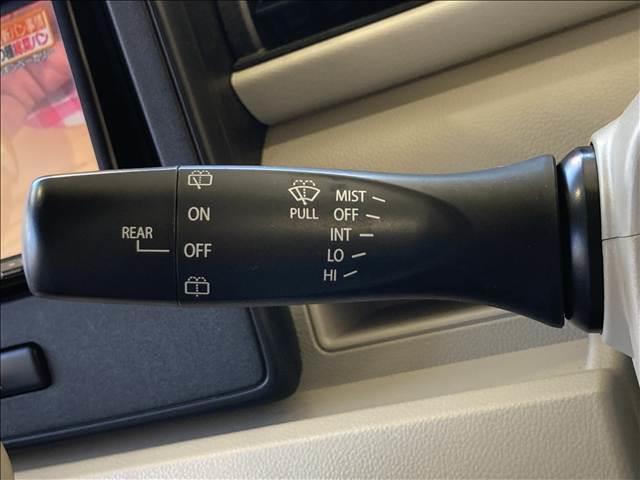 REAR
ON
OFF
PULL
MIST
OFF
INT
LO
HI